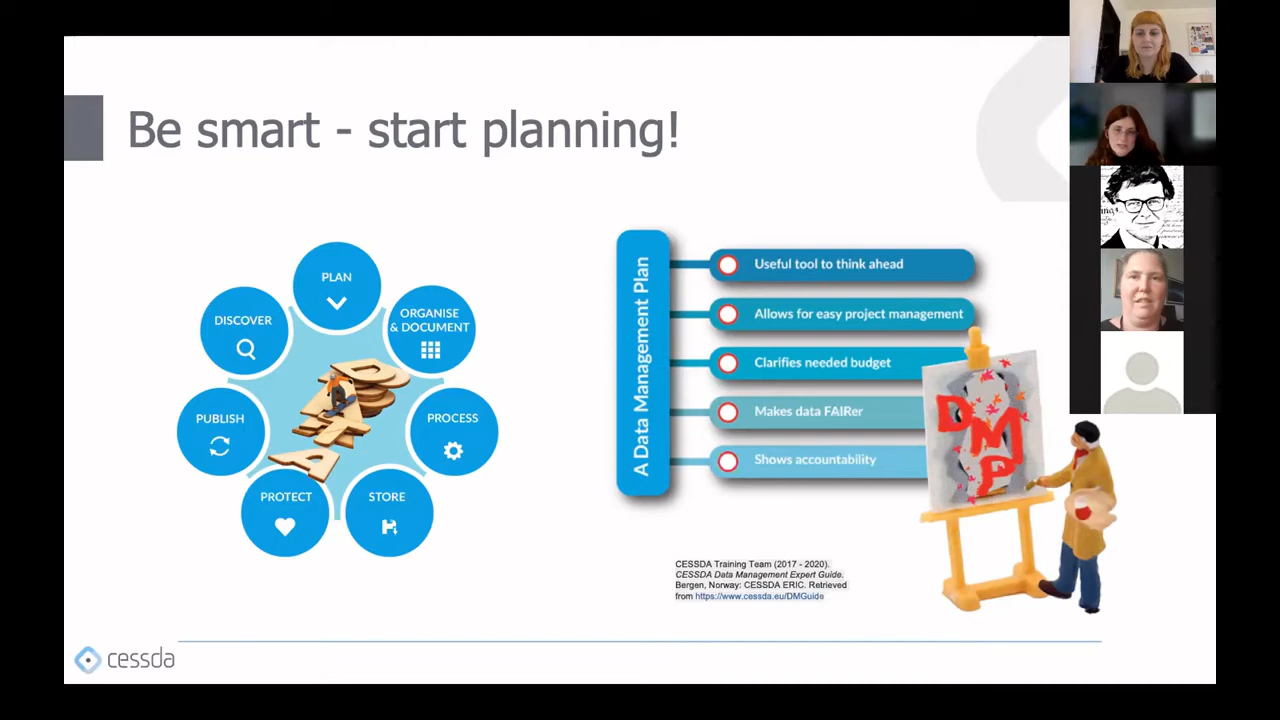 Be smart - start planning!
PLAN
ORGANISE
& DOCUMENT
PROCESS
STORE
PROTECT
PUBLISH
DISCOVER
DATA
A Data Management Plan
Useful tool to think ahead
Allows for easy project management
Clarifies needed budget
Makes data FAIRer
Shows accountability
DMP
CESSDA Training Team (2017 - 2020).
CESSDA Data Management Expert Guide.
Bergen, Norway: CESSDA ERIC. Retrieved
from https://www.cessda.eu/DMGuide
cessda